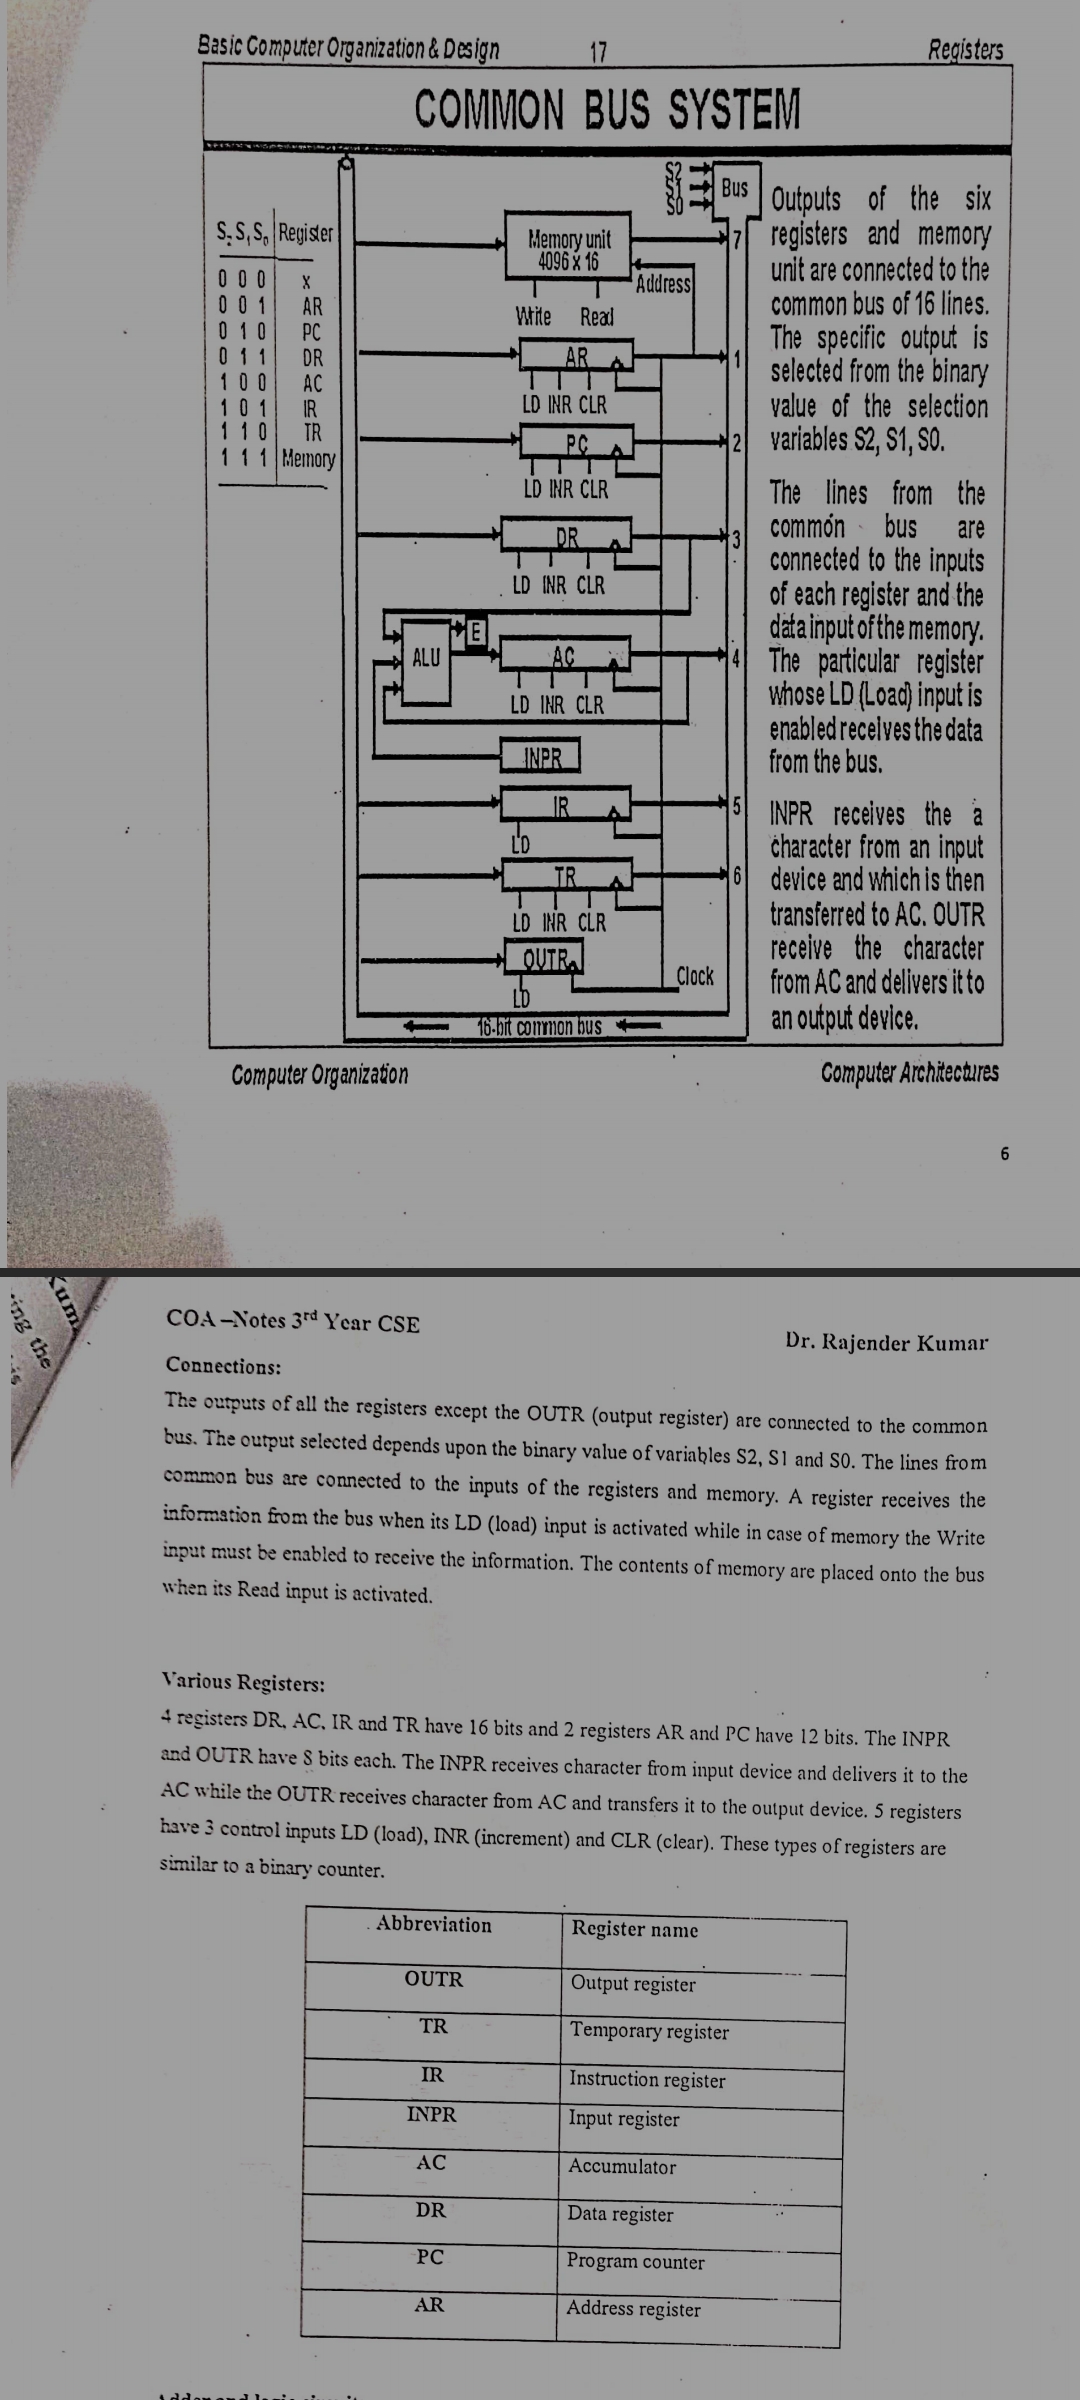 Basic Computer Organization & Design 17 Registers
COMMON BUS SYSTEM
S2
S1
S0
Bus
S2 S1 S0 Register
0 0 0 x
0 0 1 AR
0 1 0 PC
0 1 1 DR
1 0 0 AC
1 0 1 IR
1 1 0 TR
1 1 1 Memory
Memory unit
4096 x 16
7
Address
Write Read
AR
1
LD INR CLR
PC
2
LD INR CLR
DR
3
LD INR CLR
E
ALU
AC
4
LD INR CLR
INPR
IR
5
LD
TR
6
LD INR CLR
OUTR
Clock
LD
16-bit common bus
Outputs of the six
registers and memory
unit are connected to the
common bus of 16 lines.
The specific output is
selected from the binary
value of the selection
variables S2, S1, S0.
The lines from the
common bus are
connected to the inputs
of each register and the
data input of the memory.
The particular register
whose LD (Load) input is
enabled receives the data
from the bus.
INPR receives the a
character from an input
device and which is then
transferred to AC. OUTR
receive the character
from AC and delivers it to
an output device.
Computer Organization Computer Architectures
6
Kum
ing the
is
COA –Notes 3rd Year CSE
Dr. Rajender Kumar
Connections:
The outputs of all the registers except the OUTR (output register) are connected to the common
bus. The output selected depends upon the binary value of variables S2, S1 and S0. The lines from
common bus are connected to the inputs of the registers and memory. A register receives the
information from the bus when its LD (load) input is activated while in case of memory the Write
input must be enabled to receive the information. The contents of memory are placed onto the bus
when its Read input is activated.
Various Registers:
4 registers DR, AC, IR and TR have 16 bits and 2 registers AR and PC have 12 bits. The INPR
and OUTR have 8 bits each. The INPR receives character from input device and delivers it to the
AC while the OUTR receives character from AC and transfers it to the output device. 5 registers
have 3 control inputs LD (load), INR (increment) and CLR (clear). These types of registers are
similar to a binary counter.
Abbreviation Register name
OUTR Output register
TR Temporary register
IR Instruction register
INPR Input register
AC Accumulator
DR Data register
PC Program counter
AR Address register